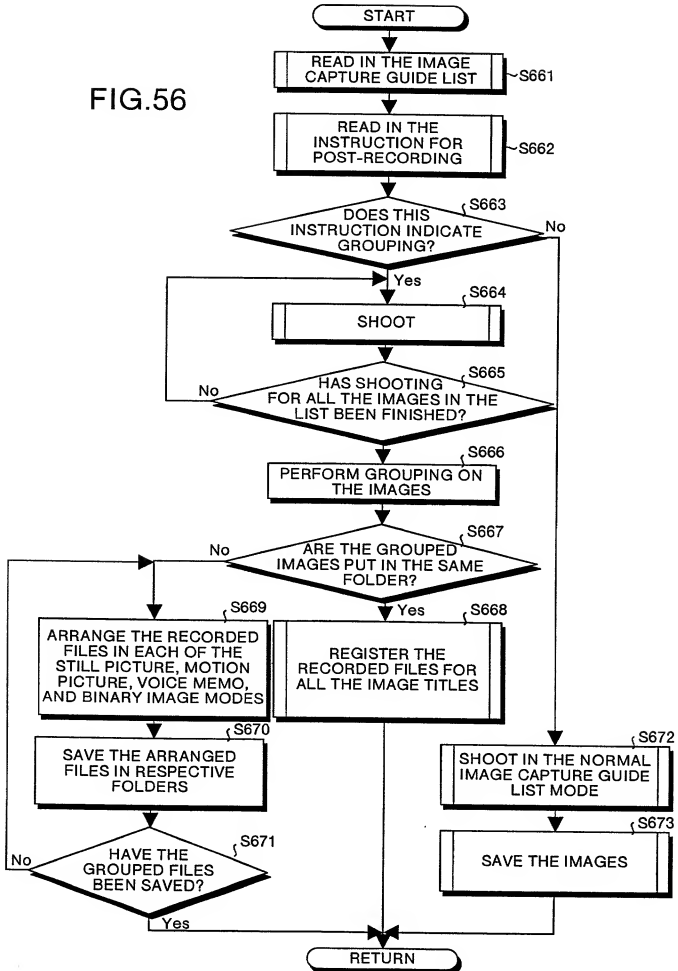 START
READ IN THE IMAGE
CAPTURE GUIDE LIST
S661
FIG.56
READ IN THE
INSTRUCTION FOR
POST-RECORDING
S662
S663
DOES THIS
INSTRUCTION INDICATE
GROUPING?
No
Yes
S664
SHOOT
S665
HAS SHOOTING
FOR ALL THE IMAGES IN THE
LIST BEEN FINISHED?
No
S666
PERFORM GROUPING ON
THE IMAGES
S667
ARE THE GROUPED
IMAGES PUT IN THE SAME
FOLDER?
No
Yes
S669
ARRANGE THE RECORDED
FILES IN EACH OF THE
STILL PICTURE, MOTION
PICTURE, VOICE MEMO,
AND BINARY IMAGE MODES
S668
REGISTER THE
RECORDED FILES FOR
ALL THE IMAGE TITLES
S670
SAVE THE ARRANGED
FILES IN RESPECTIVE
FOLDERS
S671
HAVE THE
GROUPED FILES
BEEN SAVED?
No
Yes
S672
SHOOT IN THE NORMAL
IMAGE CAPTURE GUIDE
LIST MODE
S673
SAVE THE IMAGES
RETURN